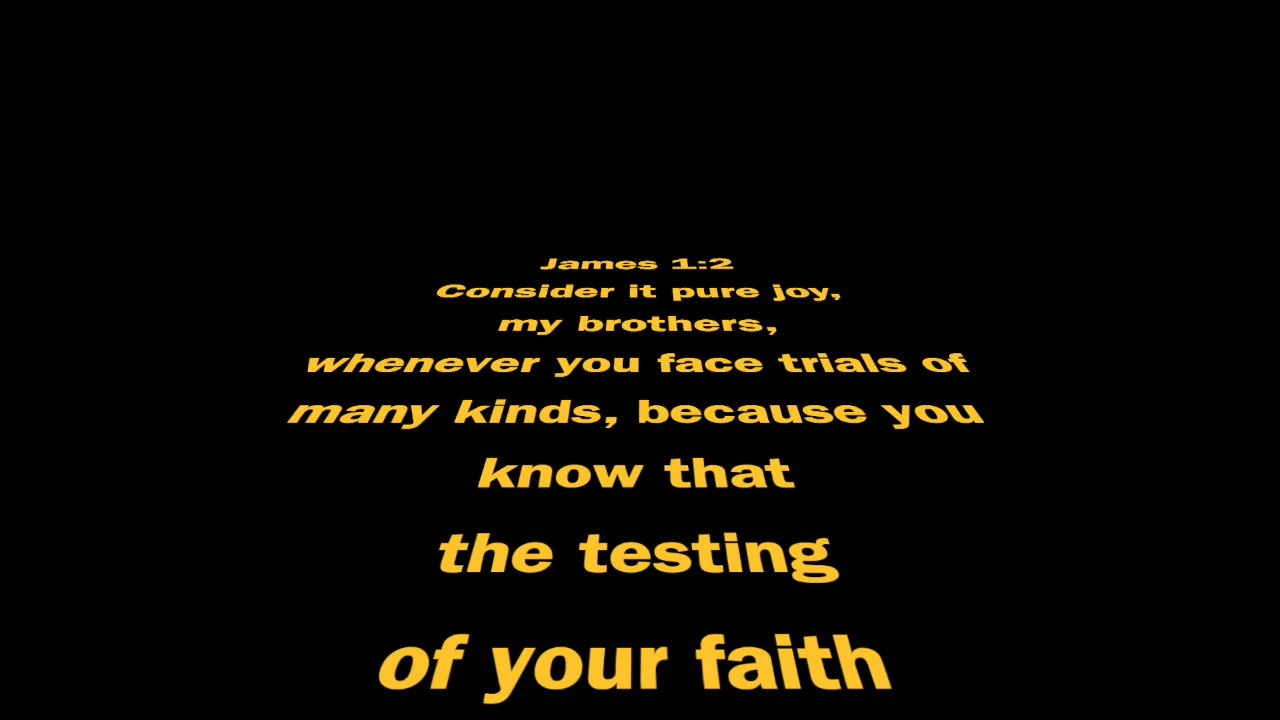 James 1:2
Consider it pure joy,
my brothers,
whenever you face trials of
many kinds, because you
know that
the testing
of your faith